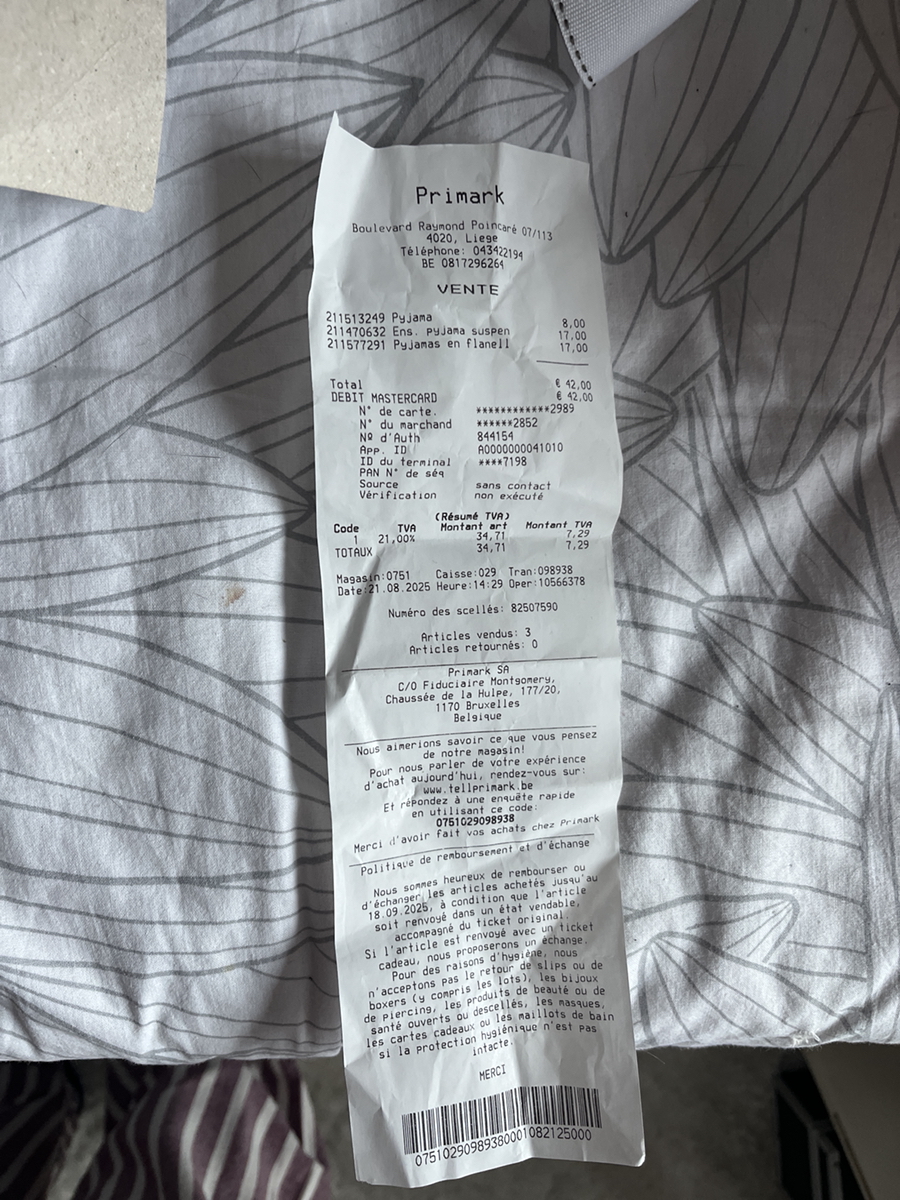 Primark
Boulevard Raymond Poincaré 07/113
4020, Liege
Téléphone: 043422194
BE 0817296264
VENTE
211513249 Pyjama 8,00
211470632 Ens. pyjama suspen 17,00
211577291 Pyjamas en flanell 17,00
Total € 42,00
DEBIT MASTERCARD € 42,00
N° de carte. ************2989
N° du marchand ******2852
Nº d'Auth 844154
App. ID A0000000041010
ID du terminal ****7198
PAN N° de séq
Source sans contact
Vérification non exécuté
(Résumé TVA)
Code TVA Montant art Montant TVA
1 21,00% 34,71 7,29
TOTAUX 34,71 7,29
Magasin:0751 Caisse:029 Tran:098938
Date:21.08.2025 Heure:14:29 Oper:10566378
Numéro des scellés: 82507590
Articles vendus: 3
Articles retournés: 0
Primark SA
C/O Fiduciaire Montgomery,
Chaussée de la Hulpe, 177/20,
1170 Bruxelles
Belgique
Nous aimerions savoir ce que vous pensez
de notre magasin!
Pour nous parler de votre expérience
d'achat aujourd'hui, rendez-vous sur:
www.tellprimark.be
Et répondez à une enquête rapide
en utilisant ce code:
0751029098938
Merci d'avoir fait vos achats chez Primark
Politique de remboursement et d'échange
Nous sommes heureux de rembourser ou
d'échanger les articles achetés jusqu'au
18.09.2025, à condition que l'article
soit renvoyé dans un état vendable,
accompagné du ticket original.
Si l'article est renvoyé avec un ticket
cadeau, nous proposerons un échange.
Pour des raisons d'hygiène, nous
n'acceptons pas le retour de slips ou de
boxers (y compris les lots), les bijoux
de piercing, les produits de beauté ou de
santé ouverts ou descellés, les masques,
les cartes cadeaux ou les maillots de bain
si la protection hygiénique n'est pas
intacte.
MERCI
07510290989380001082125000